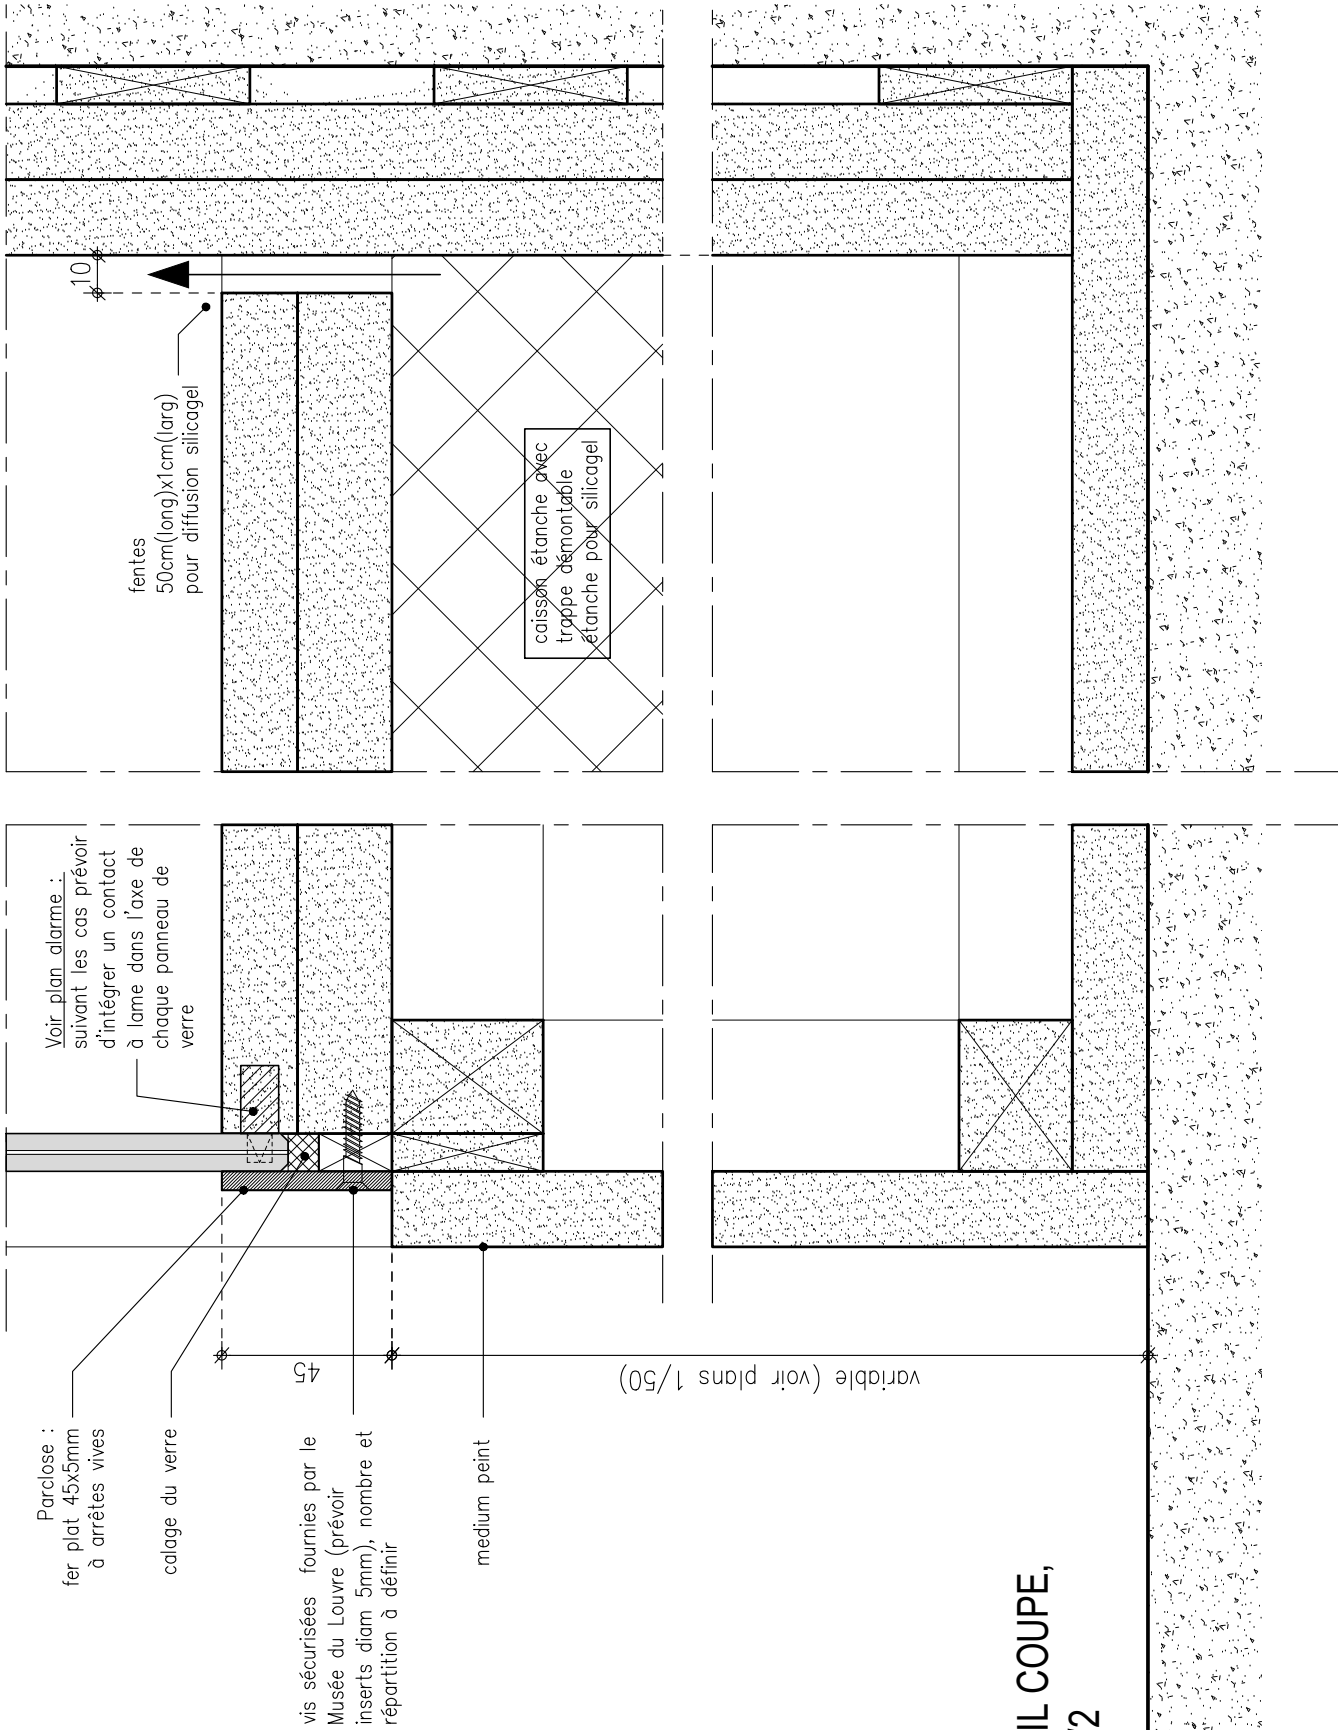 Parclose :
fer plat 45x5mm
à arrêtes vives
calage du verre
vis sécurisées fournies par le
Musée du Louvre (prévoir
inserts diam 5mm), nombre et
répartition à définir
medium peint
Voir plan alarme :
suivant les cas prévoir
d'intégrer un contact
à lame dans l'axe de
chaque panneau de
verre
fentes
50cm(long)x1cm(larg)
pour diffusion silicagel
10
caisson étanche avec
trappe démontable
étanche pour silicagel
45
variable (voir plans 1/50)
IL COUPE,
/2